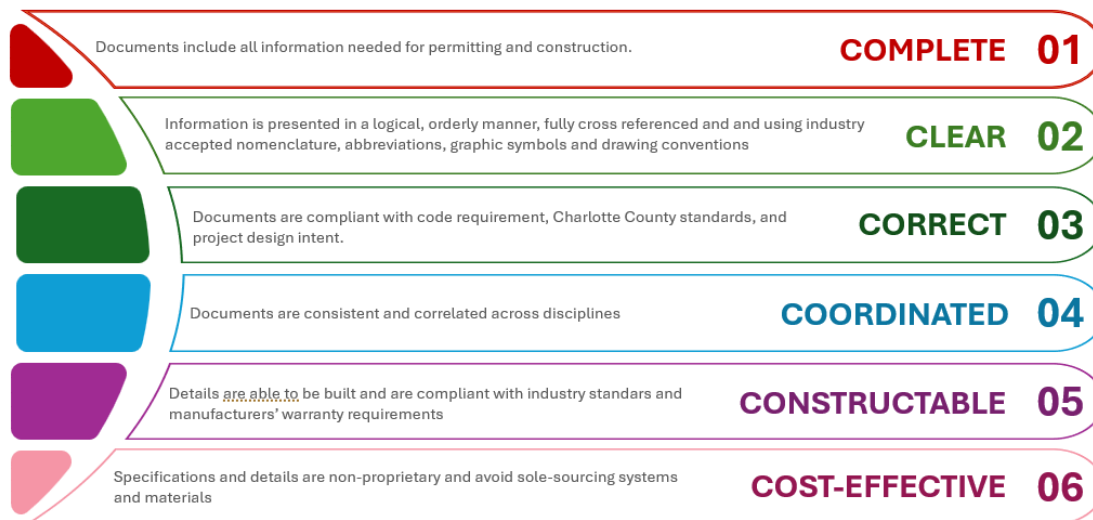 Documents include all information needed for permitting and construction.
COMPLETE 01
Information is presented in a logical, orderly manner, fully cross referenced and and using industry
accepted nomenclature, abbreviations, graphic symbols and drawing conventions
CLEAR 02
Documents are compliant with code requirement, Charlotte County standards, and
project design intent.
CORRECT 03
Documents are consistent and correlated across disciplines
COORDINATED 04
Details are able to be built and are compliant with industry standars and
manufacturers’ warranty requirements
CONSTRUCTABLE 05
Specifications and details are non-proprietary and avoid sole-sourcing systems
and materials
COST-EFFECTIVE 06